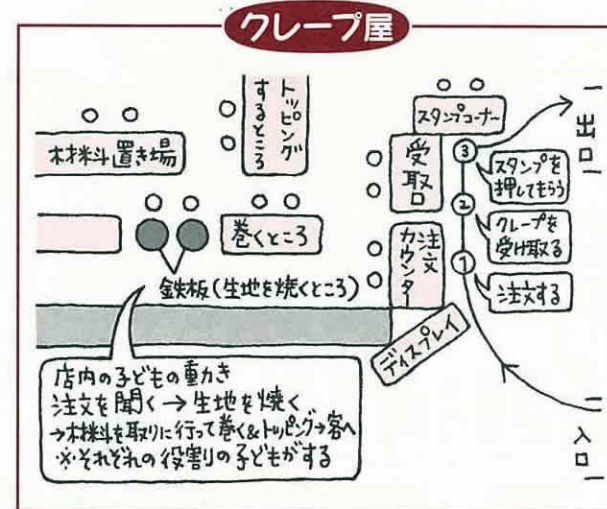 クレープ屋
トッピング
するところ
スタンプコーナー
出口
材料置き場
受取口
③
スタンプを
押してもらう
②
クレープを
受け取る
巻くところ
注文
カウンター
①
注文する
鉄板(生地を焼くところ)
ディスプレイ
店内の子どもの動き
注文を聞く→生地を焼く
→材料を取りに行って巻く&トッピング→客へ
※それぞれの役割の子どもがする
入口